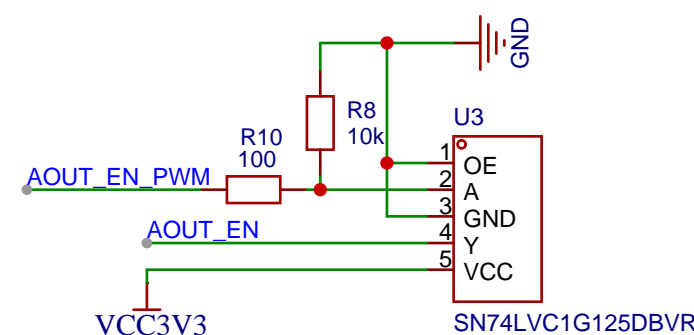 GND
R8
10k
U3
R10
100
1
OE
AOUT_EN_PWM
2
A
3
GND
AOUT_EN
4
Y
5
VCC
VCC3V3
SN74LVC1G125DBVR